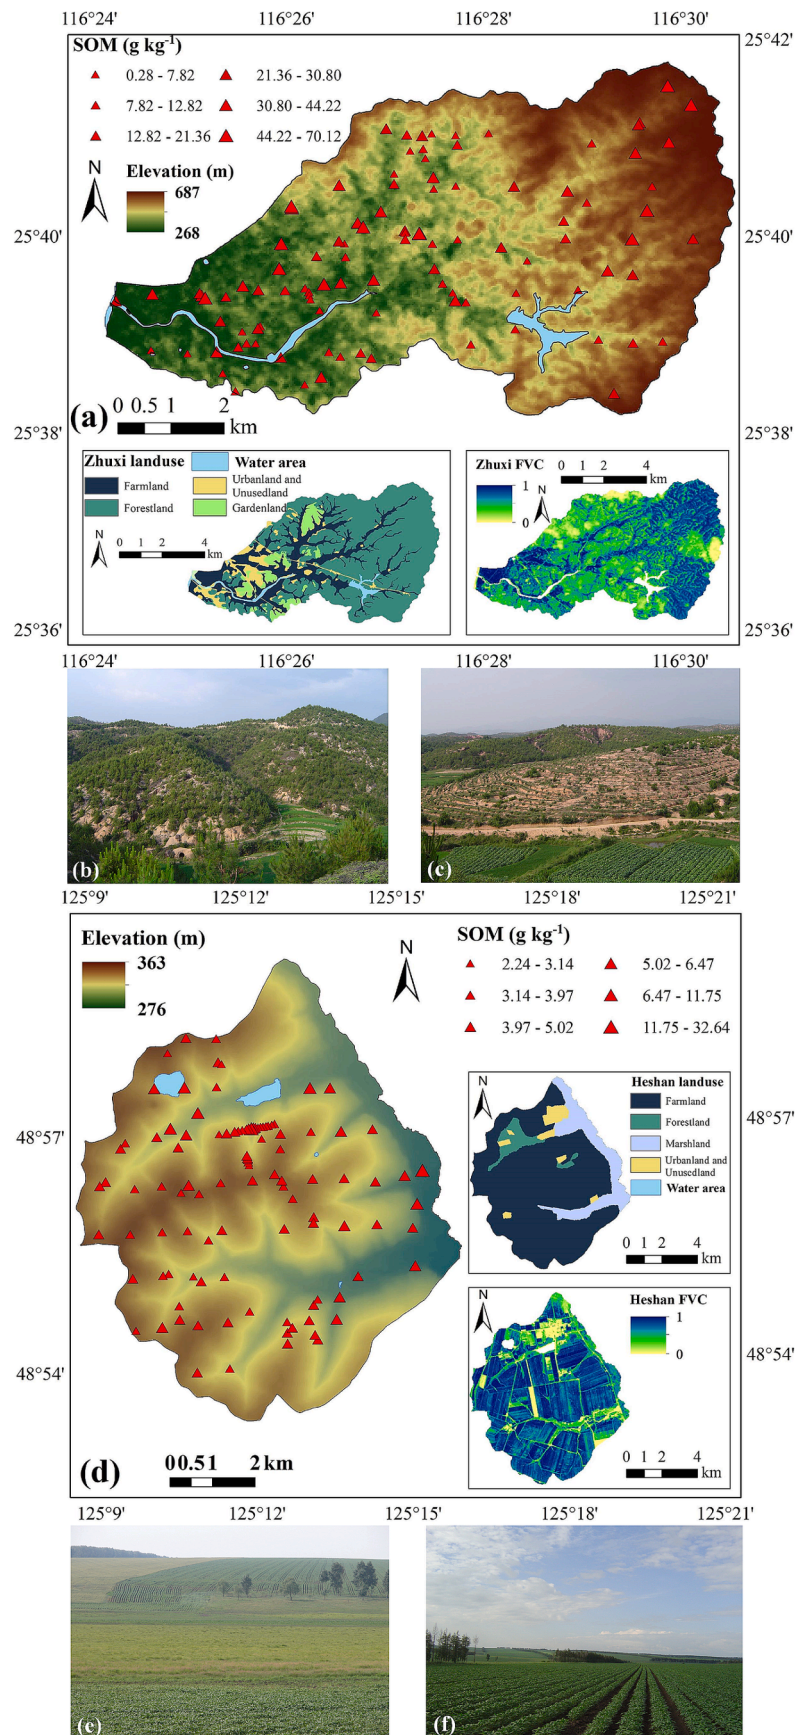 116°24' 116°26' 116°28' 116°30'
25°42' 
SOM (g kg⁻¹)
0.28 - 7.82 21.36 - 30.80
7.82 - 12.82 30.80 - 44.22
12.82 - 21.36 44.22 - 70.12
N
Elevation (m)
687
268
25°40' 25°40'
(a)
0 0.5 1 2
km
25°38' 25°38'
Zhuxi landuse Water area
Farmland Urbanland and Unusedland
Forestland Gardenland
N
0 1 2 4
km
Zhuxi FVC
0 1 2 4
km
1
0
N
25°36' 25°36'
116°24' 116°26' 116°28' 116°30'
(b)
(c)
125°9' 125°12' 125°15' 125°18' 125°21'
Elevation (m)
363
276
N
SOM (g kg⁻¹)
2.24 - 3.14 5.02 - 6.47
3.14 - 3.97 6.47 - 11.75
3.97 - 5.02 11.75 - 32.64
48°57' 48°57'
N
Heshan landuse
Farmland
Forestland
Marshland
Urbanland and
Unusedland
Water area
0 1 2 4
km
N
Heshan FVC
1
0
0 1 2 4
km
48°54' 48°54'
(d)
0 0.5 1 2 km
125°9' 125°12' 125°15' 125°18' 125°21'
(e)
(f)